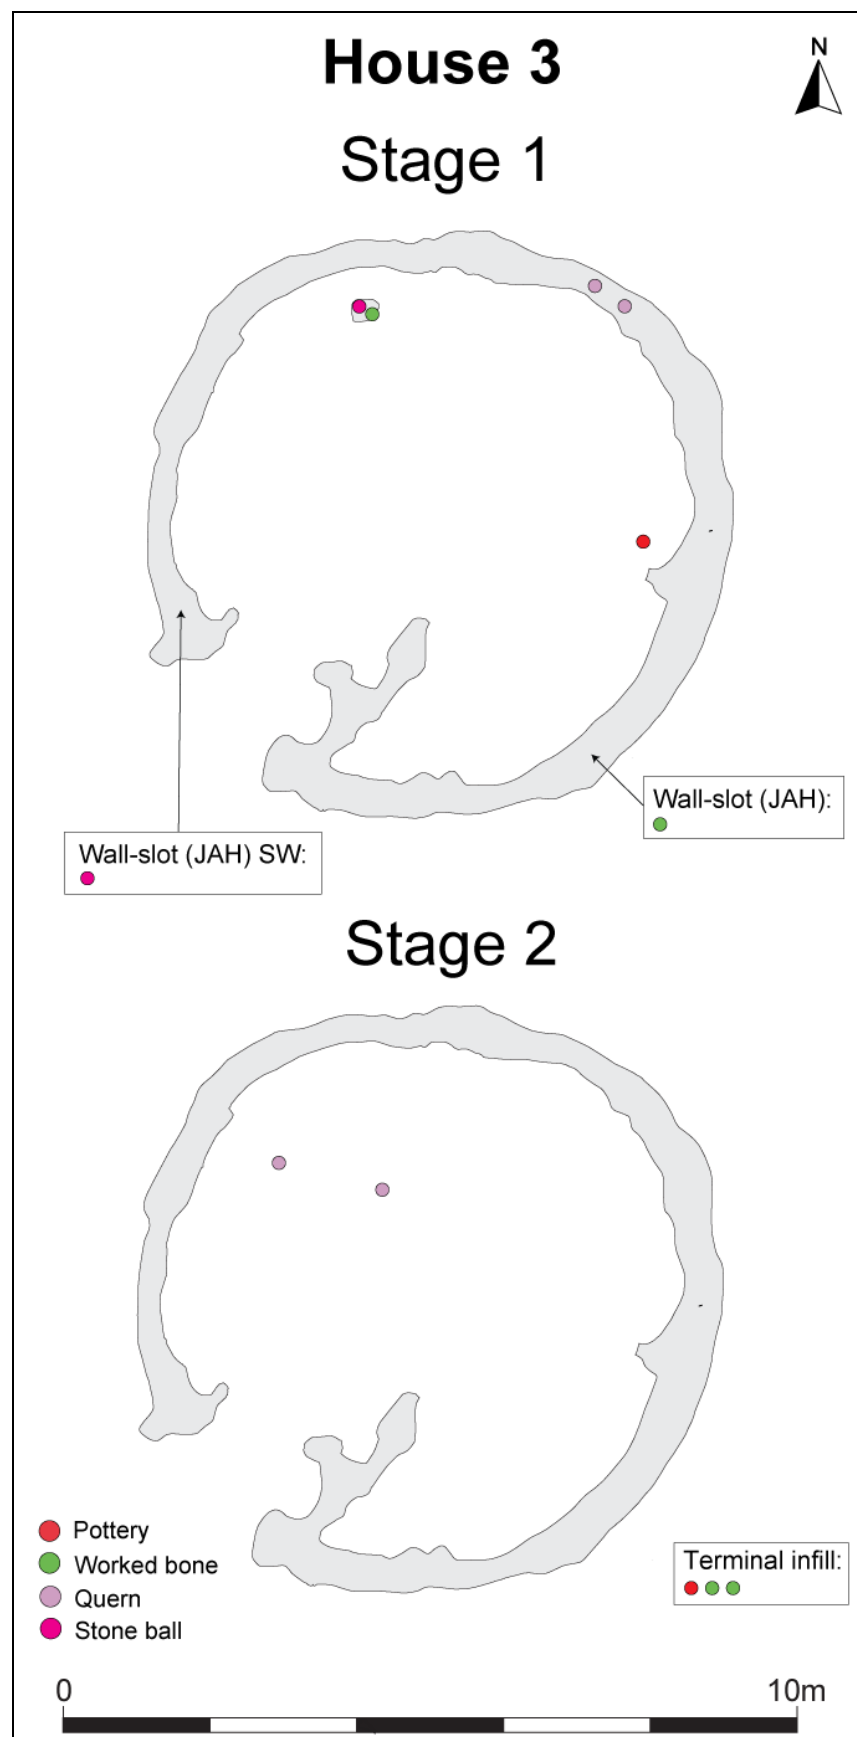 House 3
N
Stage 1
Wall-slot (JAH):
Wall-slot (JAH) SW:
Stage 2
Pottery
Worked bone
Quern
Stone ball
Terminal infill:
0
10m